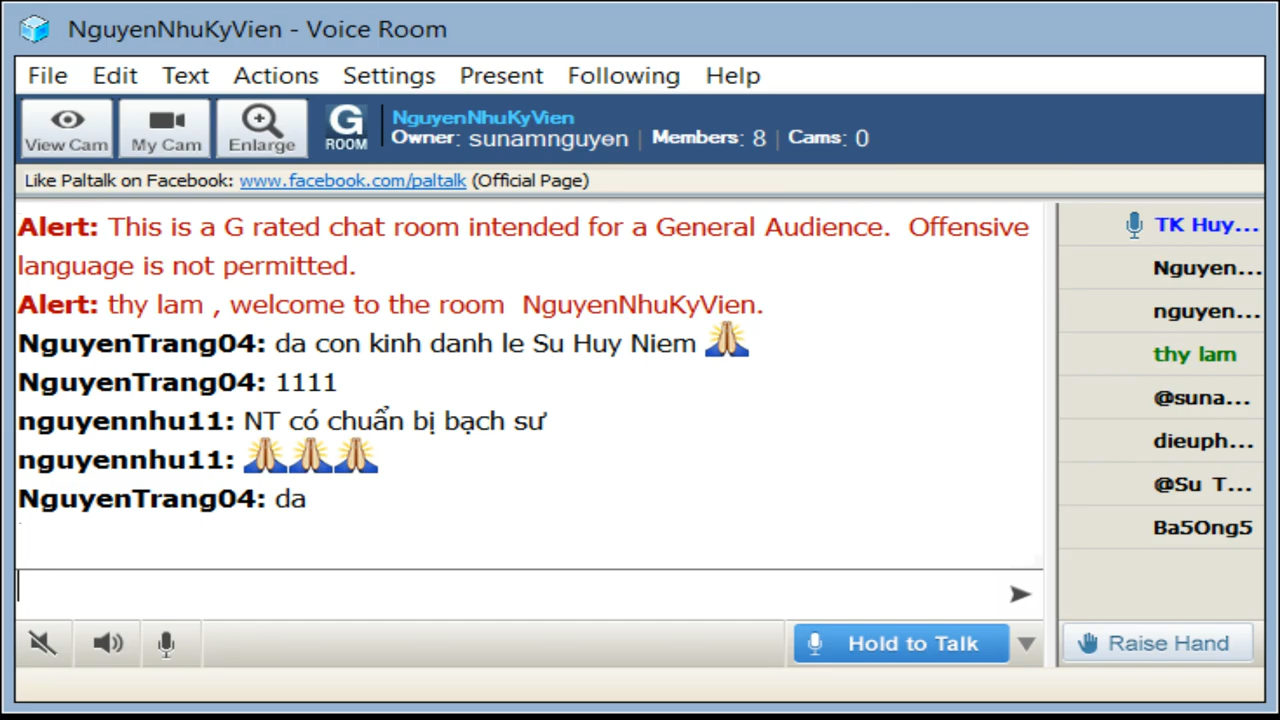 NguyenNhuKyVien - Voice Room
File Edit Text Actions Settings Present Following Help
View Cam My Cam Enlarge G ROOM
NguyenNhuKyVien
Owner: sunamnguyen Members: 8 Cams: 0
Like Paltalk on Facebook: www.facebook.com/paltalk (Official Page)
Alert: This is a G rated chat room intended for a General Audience. Offensive
language is not permitted.
Alert: thy lam , welcome to the room NguyenNhuKyVien.
NguyenTrang04: da con kinh danh le Su Huy Niem
NguyenTrang04: 1111
nguyennhu11: NT có chuẩn bị bạch sư
nguyennhu11:
NguyenTrang04: da
TK Huy...
Nguyen...
nguyen...
thy lam
@suna...
dieuph...
@Su T...
Ba5Ong5
Hold to Talk
Raise Hand